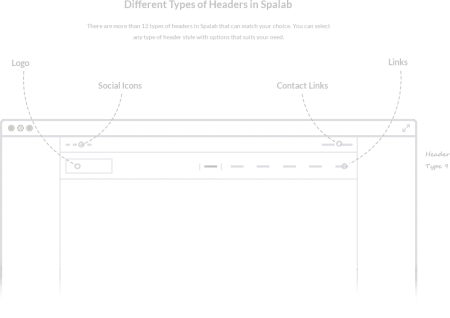 Different Types of Headers in Spalab
There are more than 13 types of headers in Spalab that can match your choice. You can select
any type of header style with options that suits your need.
Logo
Links
Social Icons
Contact Links
Header
Type